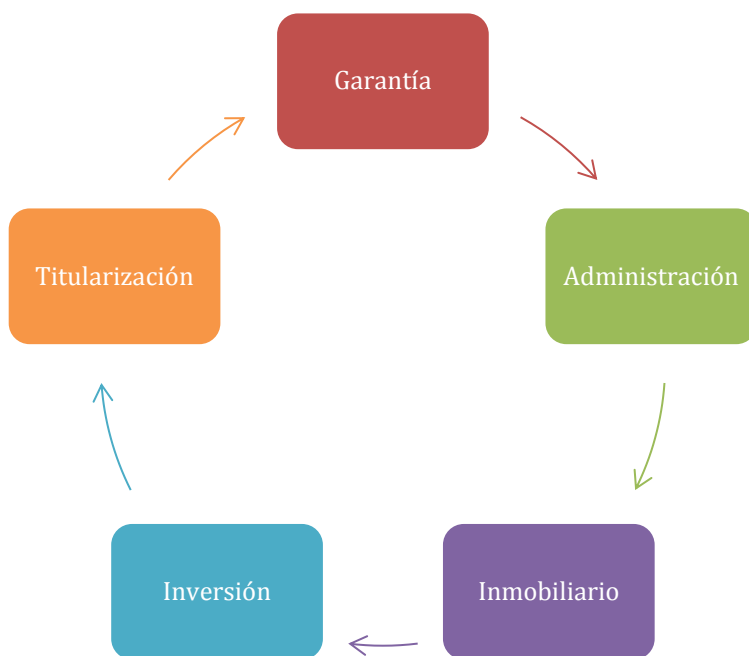 Garantía
Administración
Inmobiliario
Inversión
Titularización